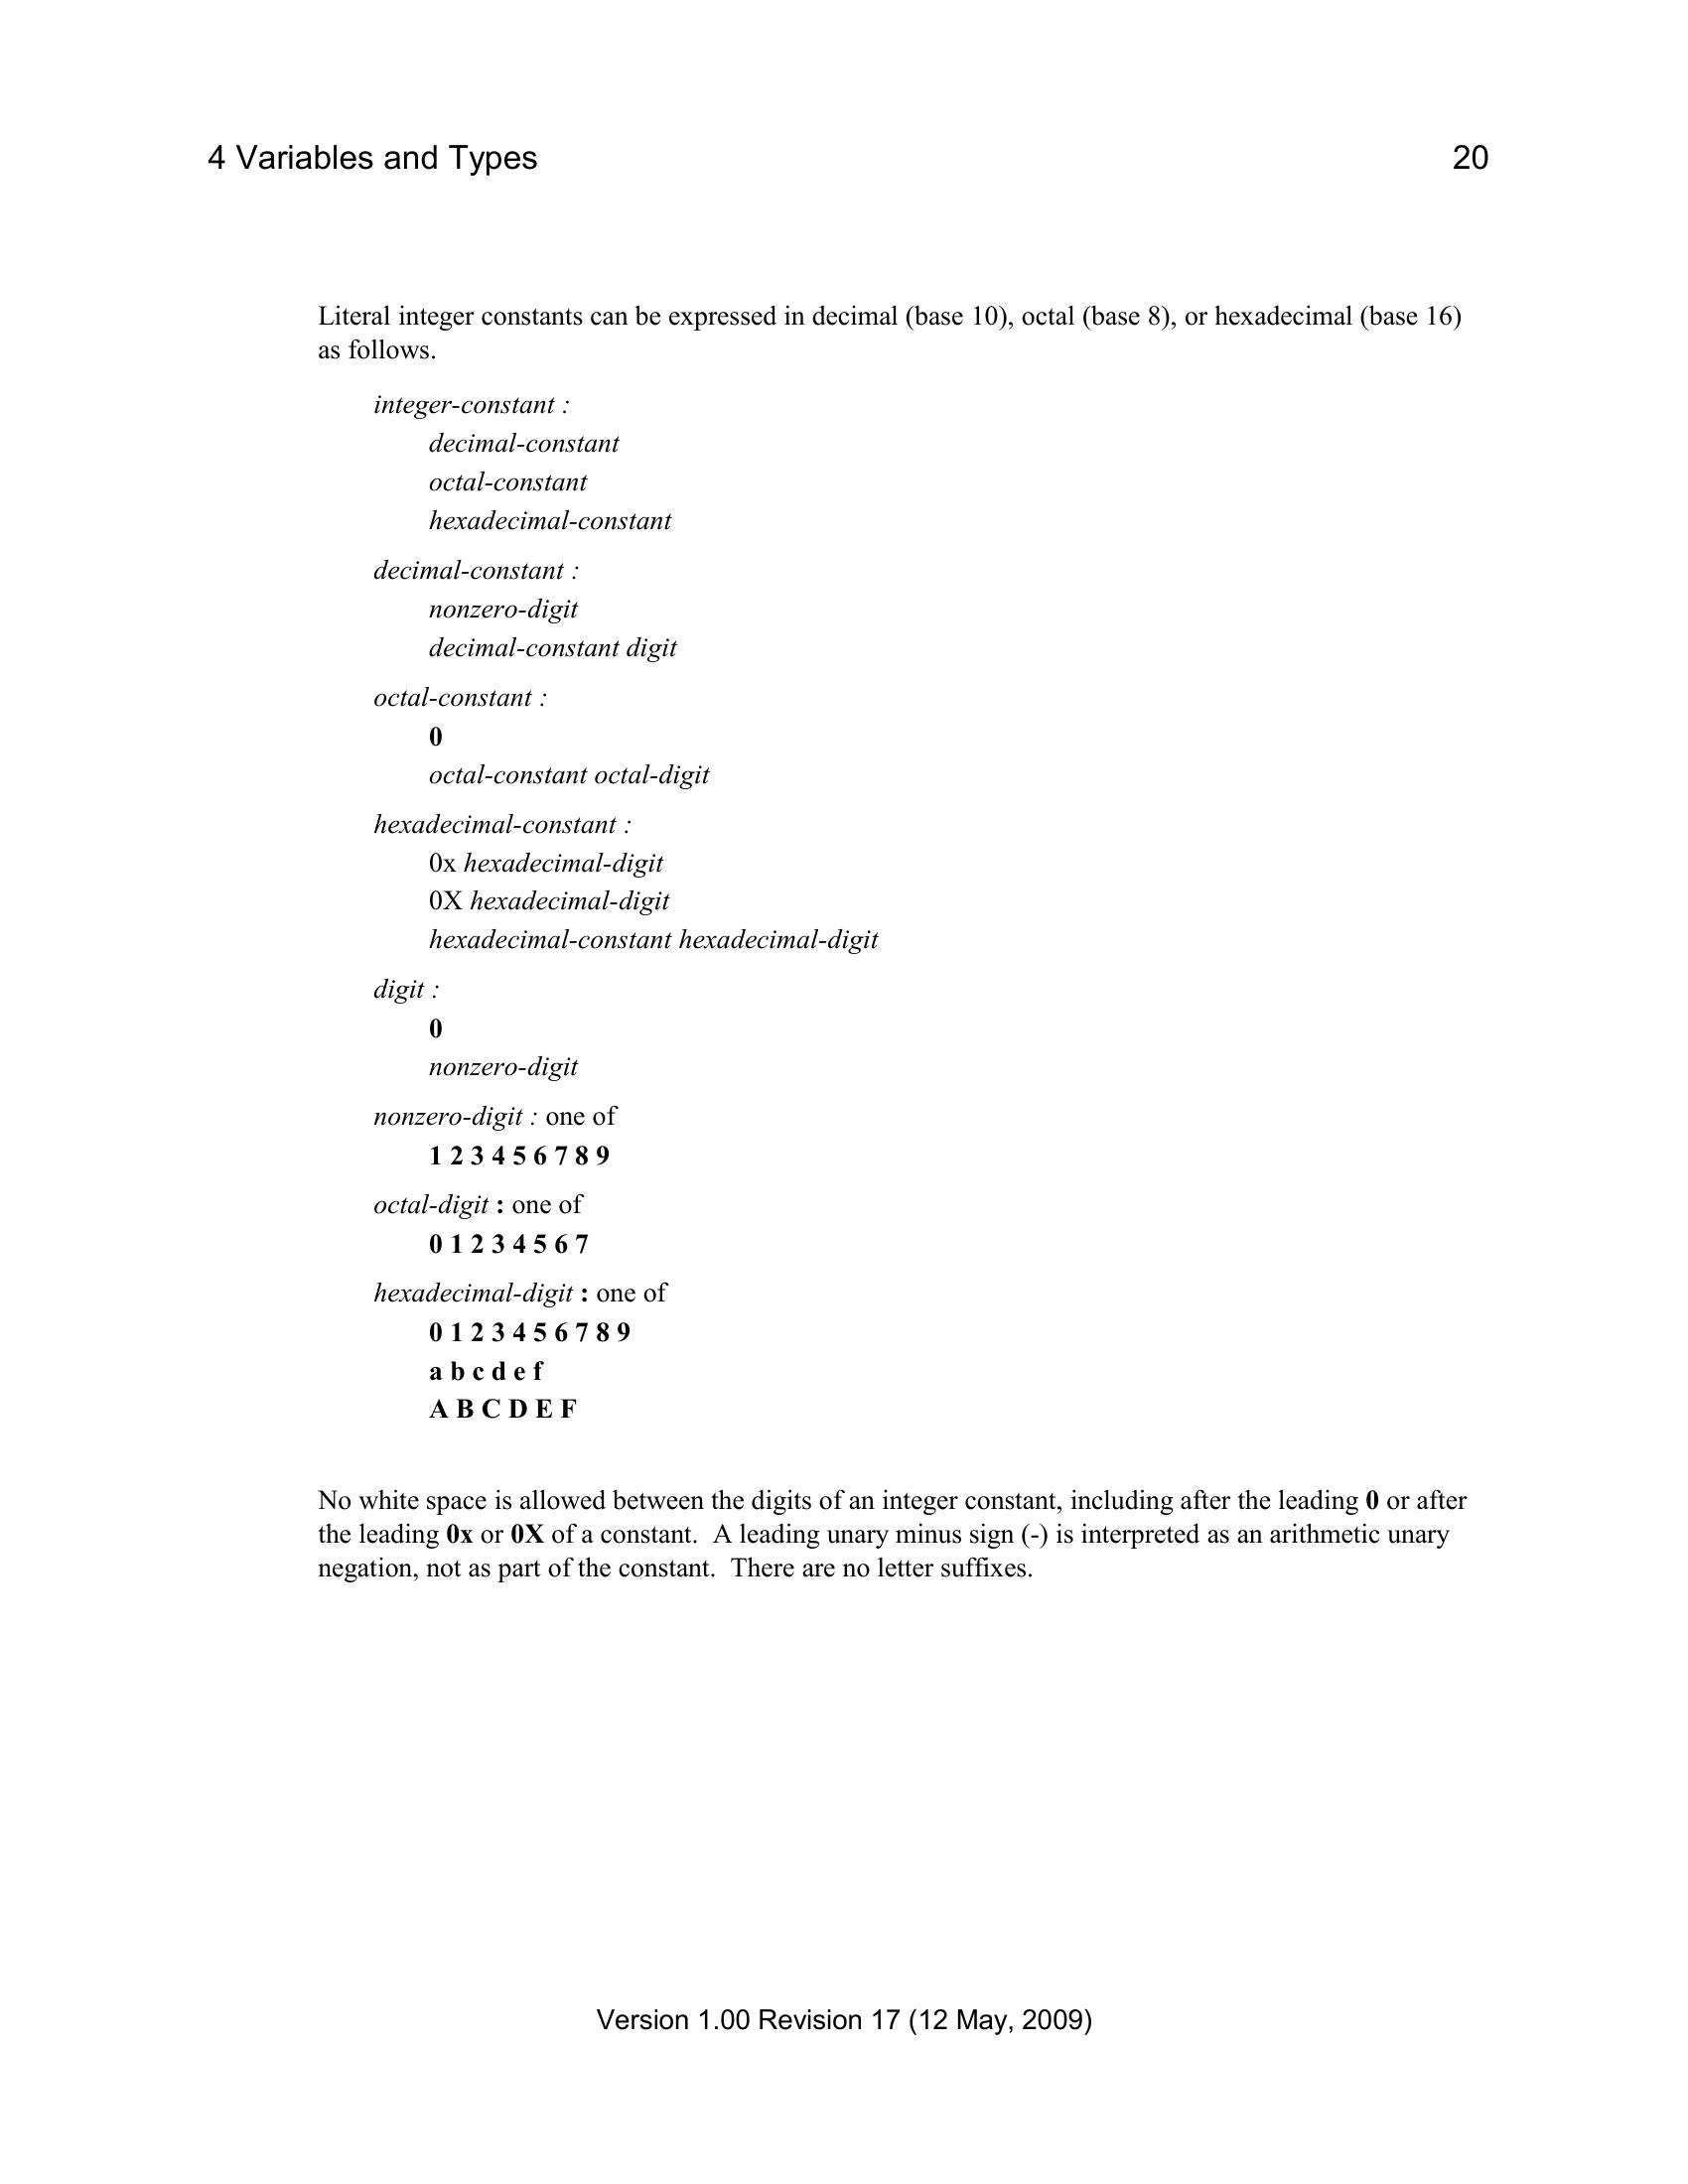 4 Variables and Types 20
Literal integer constants can be expressed in decimal (base 10), octal (base 8), or hexadecimal (base 16)
as follows.
integer-constant :
decimal-constant
octal-constant
hexadecimal-constant
decimal-constant :
nonzero-digit
decimal-constant digit
octal-constant :
0
octal-constant octal-digit
hexadecimal-constant :
0x hexadecimal-digit
0X hexadecimal-digit
hexadecimal-constant hexadecimal-digit
digit :
0
nonzero-digit
nonzero-digit : one of
1 2 3 4 5 6 7 8 9
octal-digit : one of
0 1 2 3 4 5 6 7
hexadecimal-digit : one of
0 1 2 3 4 5 6 7 8 9
a b c d e f
A B C D E F
No white space is allowed between the digits of an integer constant, including after the leading 0 or after
the leading 0x or 0X of a constant. A leading unary minus sign (-) is interpreted as an arithmetic unary
negation, not as part of the constant. There are no letter suffixes.
Version 1.00 Revision 17 (12 May, 2009)